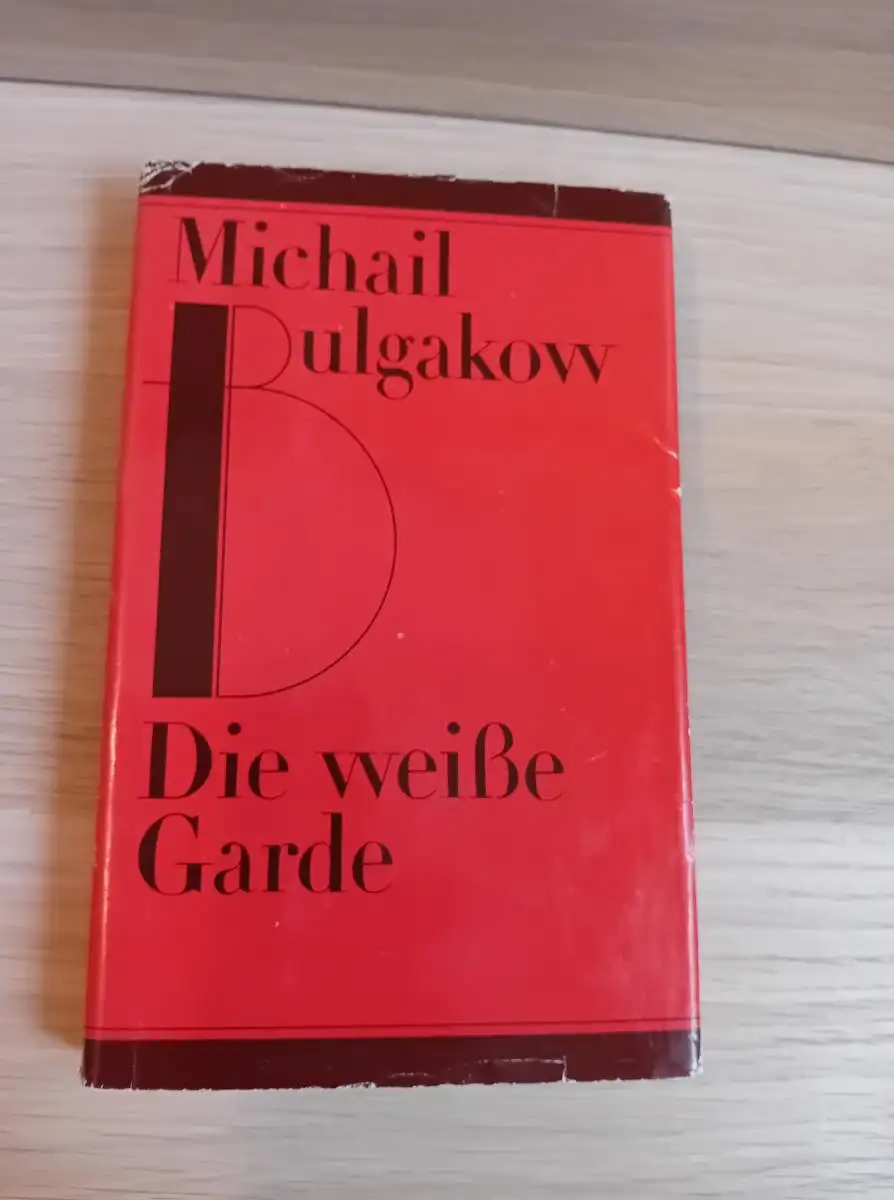 Michail
Bulgakow
Die weiße
Garde